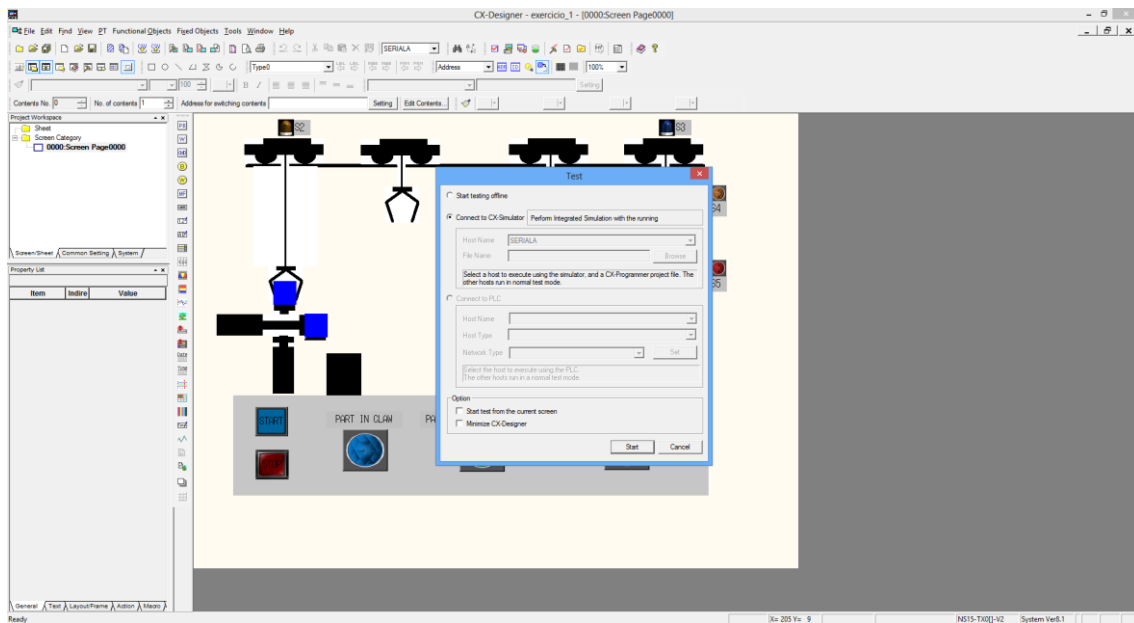 CX-Designer - exercicio_1 - [0000:Screen Page0000]
File Edit Find View PT Functional Objects Fixed Objects Tools Window Help
SERIALA
Type0 Address 100%
100 B I Setting
Contents No. 0 No. of contents 1 Address for switching contents Setting Edit Contents...
Project Workspace
Sheet
Screen Category
0000:Screen Page0000
Screen/Sheet Common Setting System
Property List
Item Indire Value
General Text Layout/Frame Action Macro
S2
S3
S4
S5
START
STOP
PART IN CLAW
PA
Test
Start testing offline
Connect to CX-Simulator Perform Integrated Simulation with the running
Host Name SERIALA
File Name Browse
Select a host to execute using the simulator, and a CX-Programmer project file. The
other hosts run in normal test mode.
Connect to PLC
Host Name
Host Type
Network Type Set
Select the host to execute using the PLC.
The other hosts run in a normal test mode.
Option
Start test from the current screen
Minimize CX-Designer
Start Cancel
Ready X= 205 Y= 9 NS15-TX0[]-V2 System Ver8.1